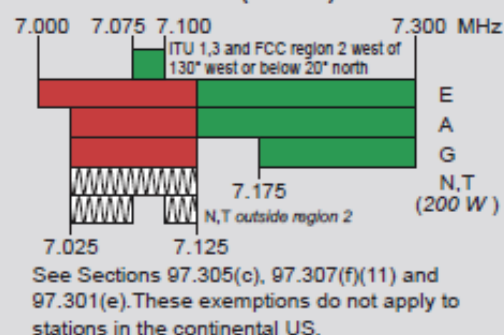 7.000 7.075 7.100 7.300 MHz
ITU 1,3 and FCC region 2 west of
130° west or below 20° north
E
A
G
N,T
(200 W)
7.175
N,T outside region 2
7.025 7.125
See Sections 97.305(c), 97.307(f)(11) and
97.301(e).These exemptions do not apply to
stations in the continental US.